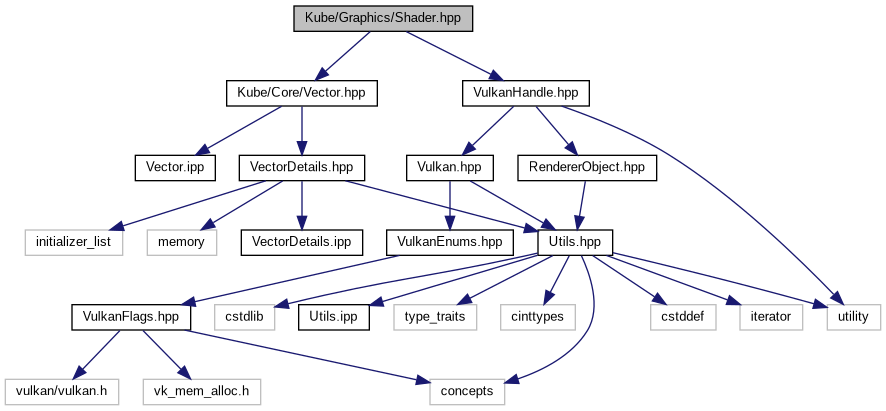 Kube/Graphics/Shader.hpp
Kube/Core/Vector.hpp
VulkanHandle.hpp
Vector.ipp
VectorDetails.hpp
Vulkan.hpp
RendererObject.hpp
initializer_list
memory
VectorDetails.ipp
VulkanEnums.hpp
Utils.hpp
VulkanFlags.hpp
cstdlib
Utils.ipp
type_traits
cinttypes
cstddef
iterator
utility
vulkan/vulkan.h
vk_mem_alloc.h
concepts